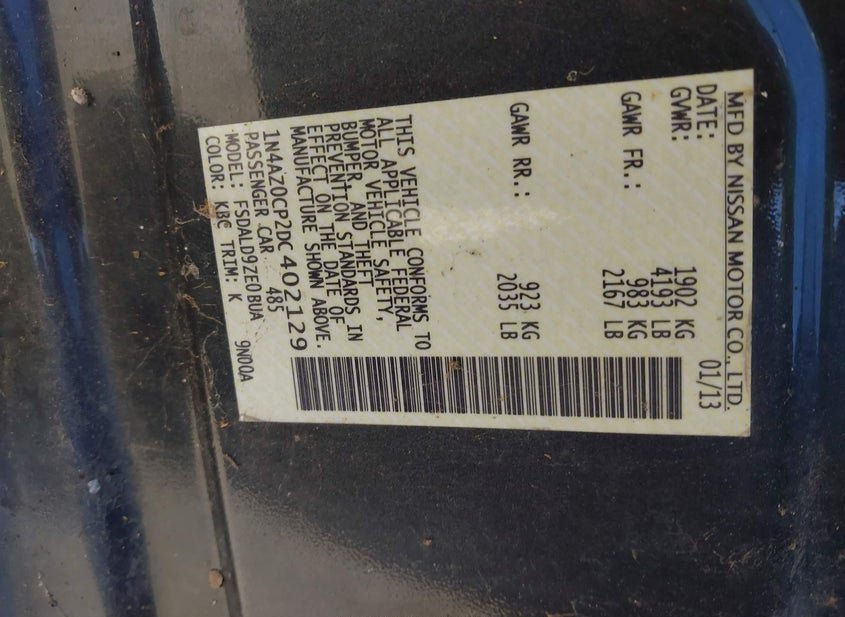 MFD BY NISSAN MOTOR CO., LTD.
DATE: 01/13
GVWR: 1902 KG
4193 LB
GAWR FR.: 983 KG
2167 LB
GAWR RR.: 923 KG
2035 LB
THIS VEHICLE CONFORMS TO
ALL APPLICABLE FEDERAL
MOTOR VEHICLE SAFETY,
BUMPER, AND THEFT
PREVENTION STANDARDS IN
EFFECT ON THE DATE OF
MANUFACTURE SHOWN ABOVE.
1N4AZ0CP2DC402129
PASSENGER CAR 485
MODEL: FSDALD9ZE0BUA
COLOR: KBC TRIM: K 9N00A